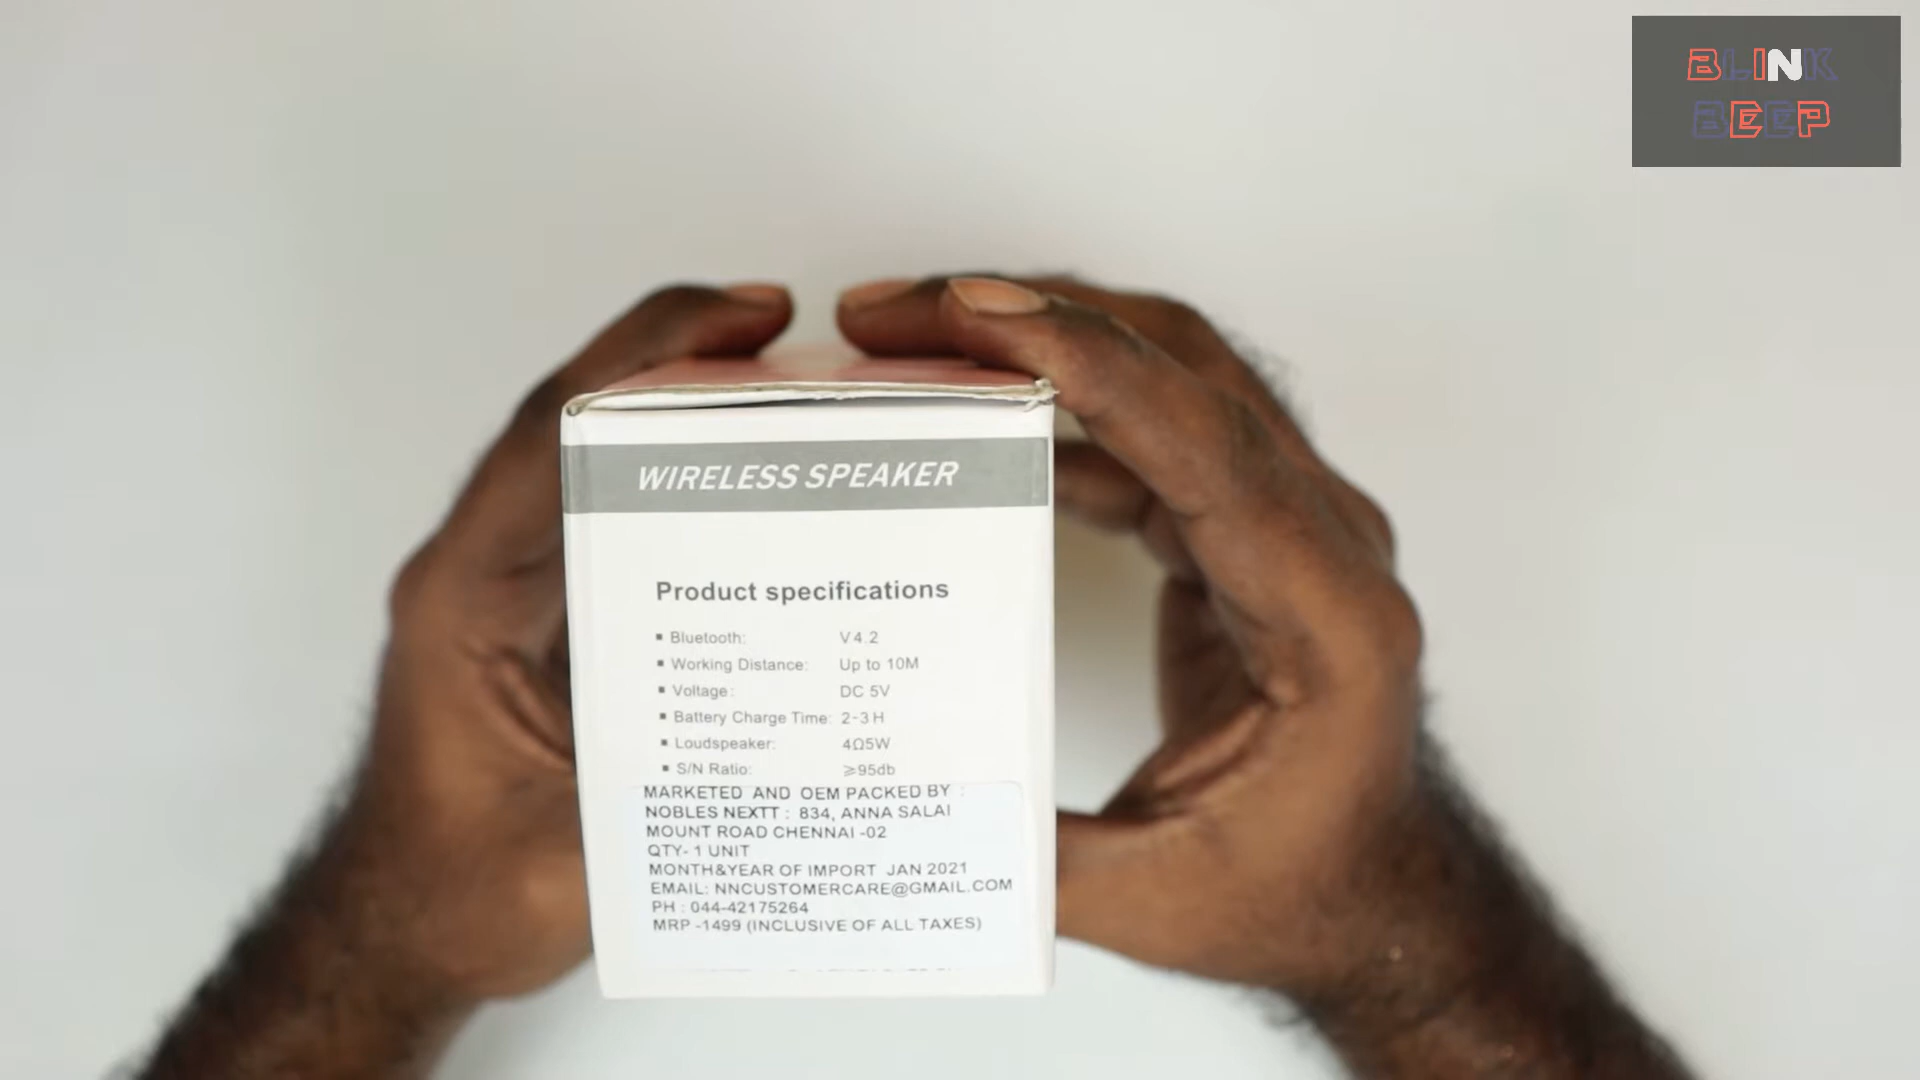 BLINK
BEEP
WIRELESS SPEAKER
Product specifications
▪ Bluetooth: V4.2
▪ Working Distance: Up to 10M
▪ Voltage: DC 5V
▪ Battery Charge Time: 2-3H
▪ Loudspeaker: 4Ω5W
▪ S/N Ratio: ≥95db
MARKETED AND OEM PACKED BY :
NOBLES NEXTT : 834, ANNA SALAI
MOUNT ROAD CHENNAI -02
QTY- 1 UNIT
MONTH&YEAR OF IMPORT JAN 2021
EMAIL: NNCUSTOMERCARE@GMAIL.COM
PH : 044-42175264
MRP -1499 (INCLUSIVE OF ALL TAXES)